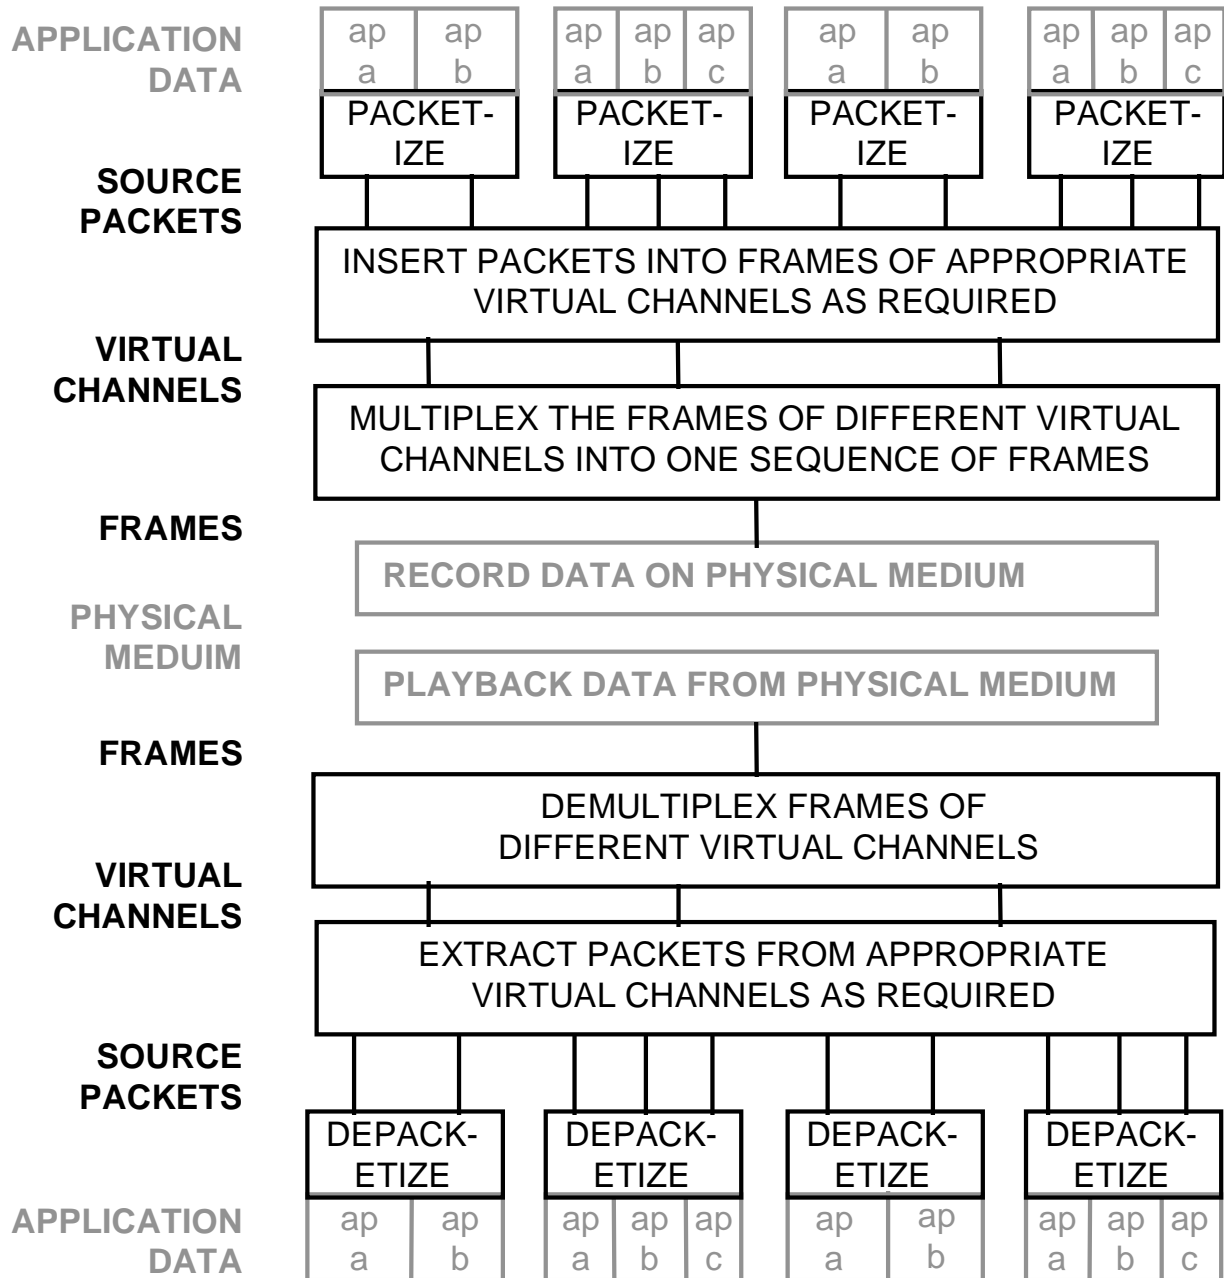 APPLICATION
DATA
ap
a
ap
b
ap
a
ap
b
ap
c
ap
a
ap
b
ap
a
ap
b
ap
c
PACKET-
IZE
PACKET-
IZE
PACKET-
IZE
PACKET-
IZE
SOURCE
PACKETS
INSERT PACKETS INTO FRAMES OF APPROPRIATE
VIRTUAL CHANNELS AS REQUIRED
VIRTUAL
CHANNELS
MULTIPLEX THE FRAMES OF DIFFERENT VIRTUAL
CHANNELS INTO ONE SEQUENCE OF FRAMES
FRAMES
RECORD DATA ON PHYSICAL MEDIUM
PHYSICAL
MEDUIM
PLAYBACK DATA FROM PHYSICAL MEDIUM
FRAMES
DEMULTIPLEX FRAMES OF
DIFFERENT VIRTUAL CHANNELS
VIRTUAL
CHANNELS
EXTRACT PACKETS FROM APPROPRIATE
VIRTUAL CHANNELS AS REQUIRED
SOURCE
PACKETS
DEPACK-
ETIZE
DEPACK-
ETIZE
DEPACK-
ETIZE
DEPACK-
ETIZE
APPLICATION
DATA
ap
a
ap
b
ap
a
ap
b
ap
c
ap
a
ap
b
ap
a
ap
b
ap
c